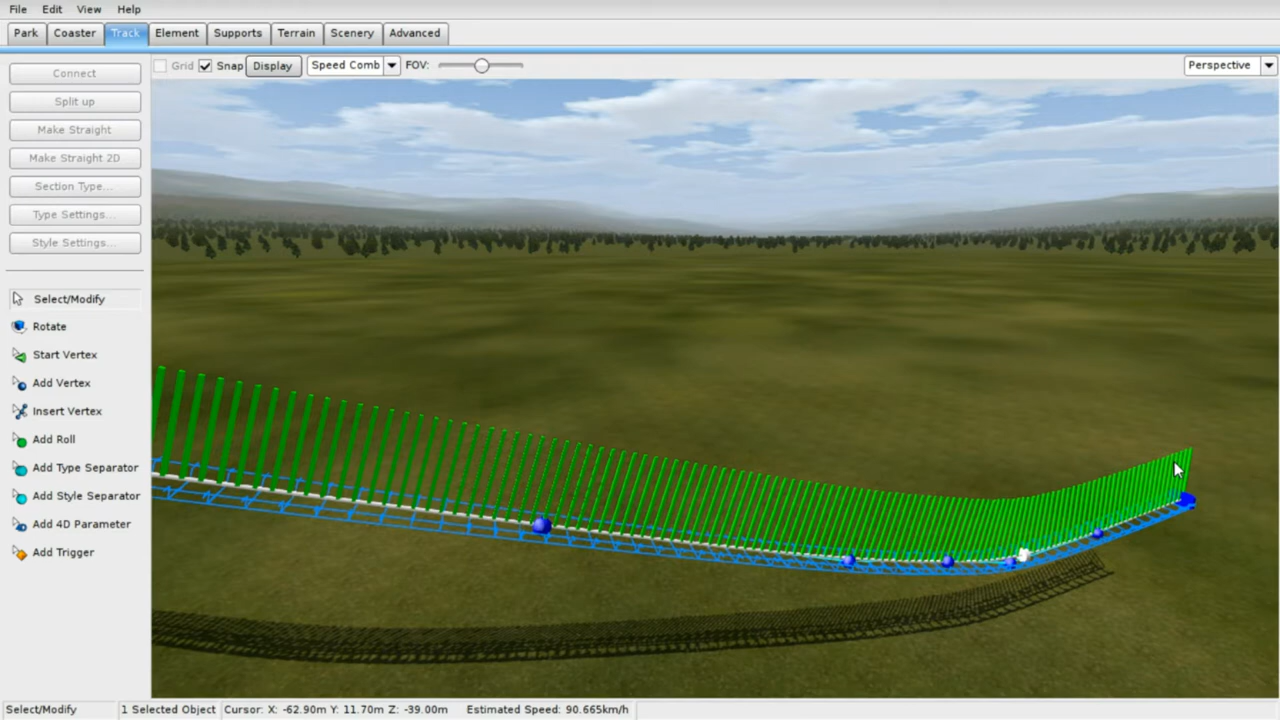 File Edit View Help
Park Coaster Track Element Supports Terrain Scenery Advanced
Grid Snap Display Speed Comb FOV: Perspective
Connect
Split up
Make Straight
Make Straight 2D
Section Type...
Type Settings...
Style Settings...
Select/Modify
Rotate
Start Vertex
Add Vertex
Insert Vertex
Add Roll
Add Type Separator
Add Style Separator
Add 4D Parameter
Add Trigger
Select/Modify 1 Selected Object Cursor: X: -62.90m Y: 11.70m Z: -39.00m Estimated Speed: 90.665km/h